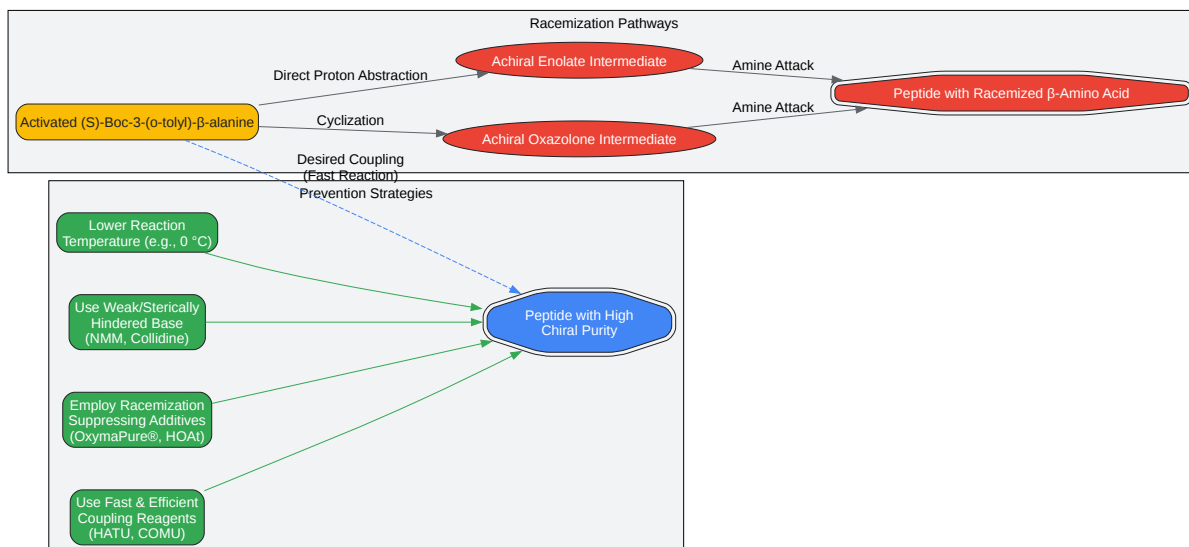 Racemization Pathways
Achiral Enolate Intermediate
Direct Proton Abstraction
Amine Attack
Peptide with Racemized β-Amino Acid
Activated (S)-Boc-3-(o-tolyl)-β-alanine
Cyclization
Amine Attack
Achiral Oxazolone Intermediate
Desired Coupling
(Fast Reaction)
Prevention Strategies
Lower Reaction
Temperature (e.g., 0 °C)
Use Weak/Sterically
Hindered Base
(NMM, Collidine)
Peptide with High
Chiral Purity
Employ Racemization
Suppressing Additives
(OxymaPure®, HOAt)
Use Fast & Efficient
Coupling Reagents
(HATU, COMU)